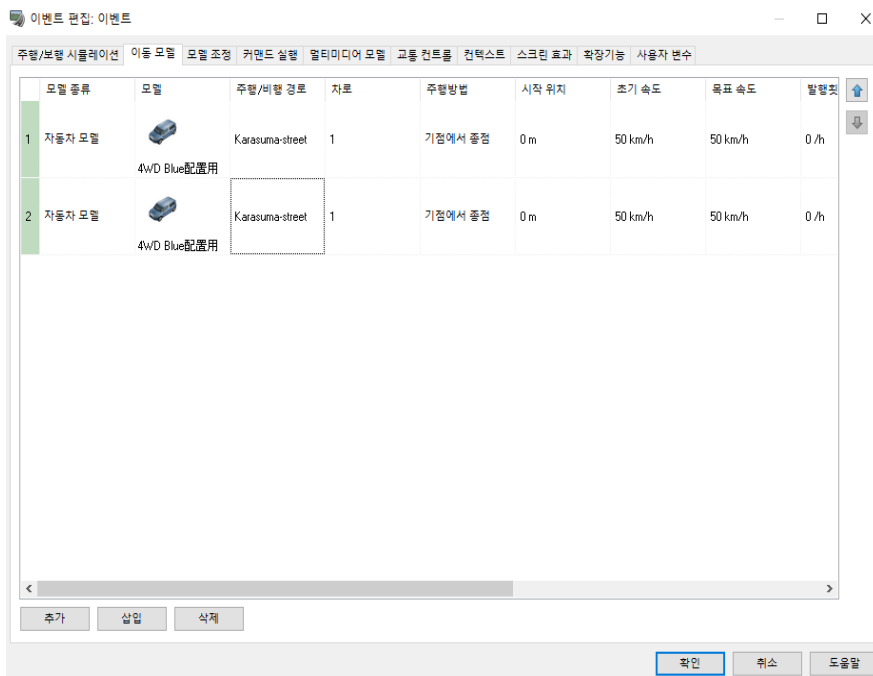 이벤트 편집: 이벤트
주행/보행 시뮬레이션 이동 모델 모델 조정 커맨드 실행 멀티미디어 모델 교통 컨트롤 컨텍스트 스크린 효과 확장기능 사용자 변수
모델 종류 모델 주행/비행 경로 차로 주행방법 시작 위치 초기 속도 목표 속도 발행횟
1 자동차 모델 Karasuma-street 1 기점에서 종점 0 m 50 km/h 50 km/h 0 /h
4WD Blue配置用
2 자동차 모델 Karasuma-street 1 기점에서 종점 0 m 50 km/h 50 km/h 0 /h
4WD Blue配置用
추가 삽입 삭제
확인 취소 도움말